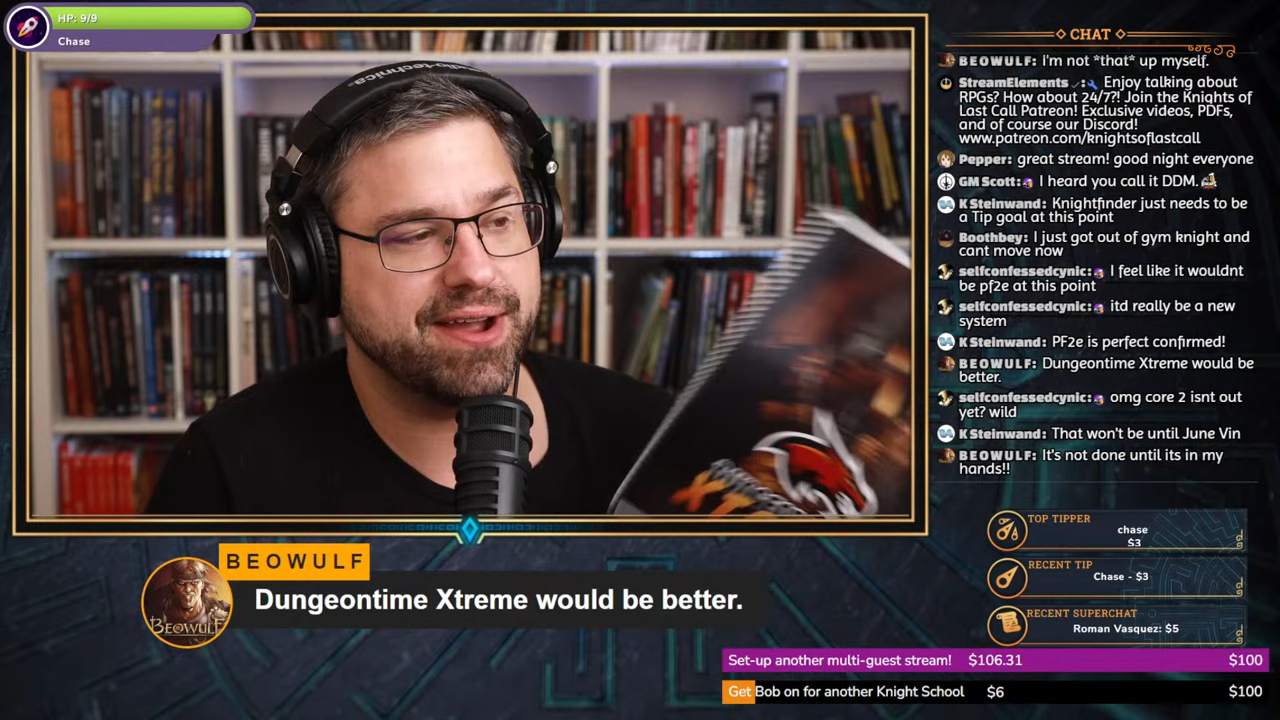 HP: 9/9
Chase
audio-technica
CHAT
BEOWULF: I'm not *that* up myself.
StreamElements : Enjoy talking about
RPGs? How about 24/7?! Join the Knights of
Last Call Patreon! Exclusive videos, PDFs,
and of course our Discord!
www.patreon.com/knightsoflastcall
Pepper: great stream! good night everyone
GM Scott: I heard you call it DDM.
K Steinwand: Knightfinder just needs to be
a Tip goal at this point
Boothbey: I just got out of gym knight and
cant move now
selfconfessedcynic: I feel like it wouldnt
be pf2e at this point
selfconfessedcynic: itd really be a new
system
K Steinwand: PF2e is perfect confirmed!
BEOWULF: Dungeontime Xtreme would be
better.
selfconfessedcynic: omg core 2 isnt out
yet? wild
K Steinwand: That won't be until June Vin
BEOWULF: It's not done until its in my
hands!!
TOP TIPPER
chase
$3
RECENT TIP
Chase - $3
RECENT SUPERCHAT
Roman Vasquez: $5
BEOWULF
Dungeontime Xtreme would be better.
BEOWULF
Set-up another multi-guest stream! $106.31 $100
Get Bob on for another Knight School $6 $100